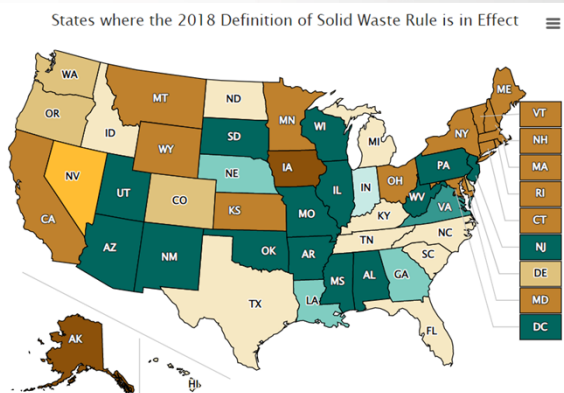 States where the 2018 Definition of Solid Waste Rule is in Effect
WA
MT
ND
MN
ME
VT
OR
ID
SD
WI
MI
NY
NH
WY
MA
NV
NE
IA
PA
RI
UT
CO
IL
IN
OH
WV
VA
CT
CA
KS
MO
KY
NJ
AZ
NM
OK
AR
TN
NC
DE
MS
AL
GA
SC
MD
TX
LA
DC
FL
AK
HI